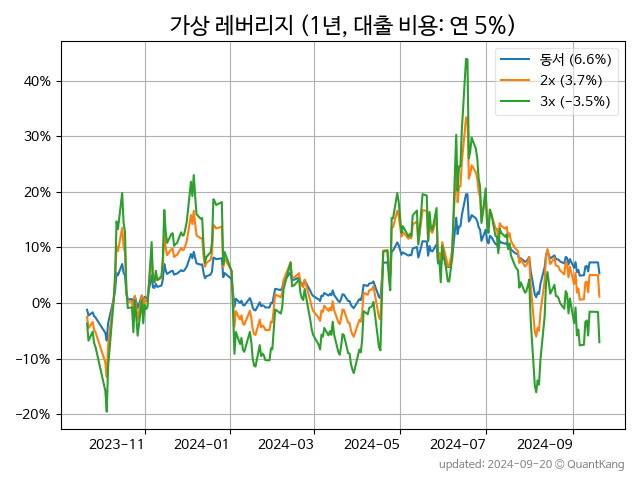 가상 레버리지 (1년, 대출 비용: 연 5%)
동서 (6.6%)
2x (3.7%)
3x (−3.5%)
40%
30%
20%
10%
0%
−10%
−20%
2023-11
2024-01
2024-03
2024-05
2024-07
2024-09
updated: 2024-09-20 © QuantKang